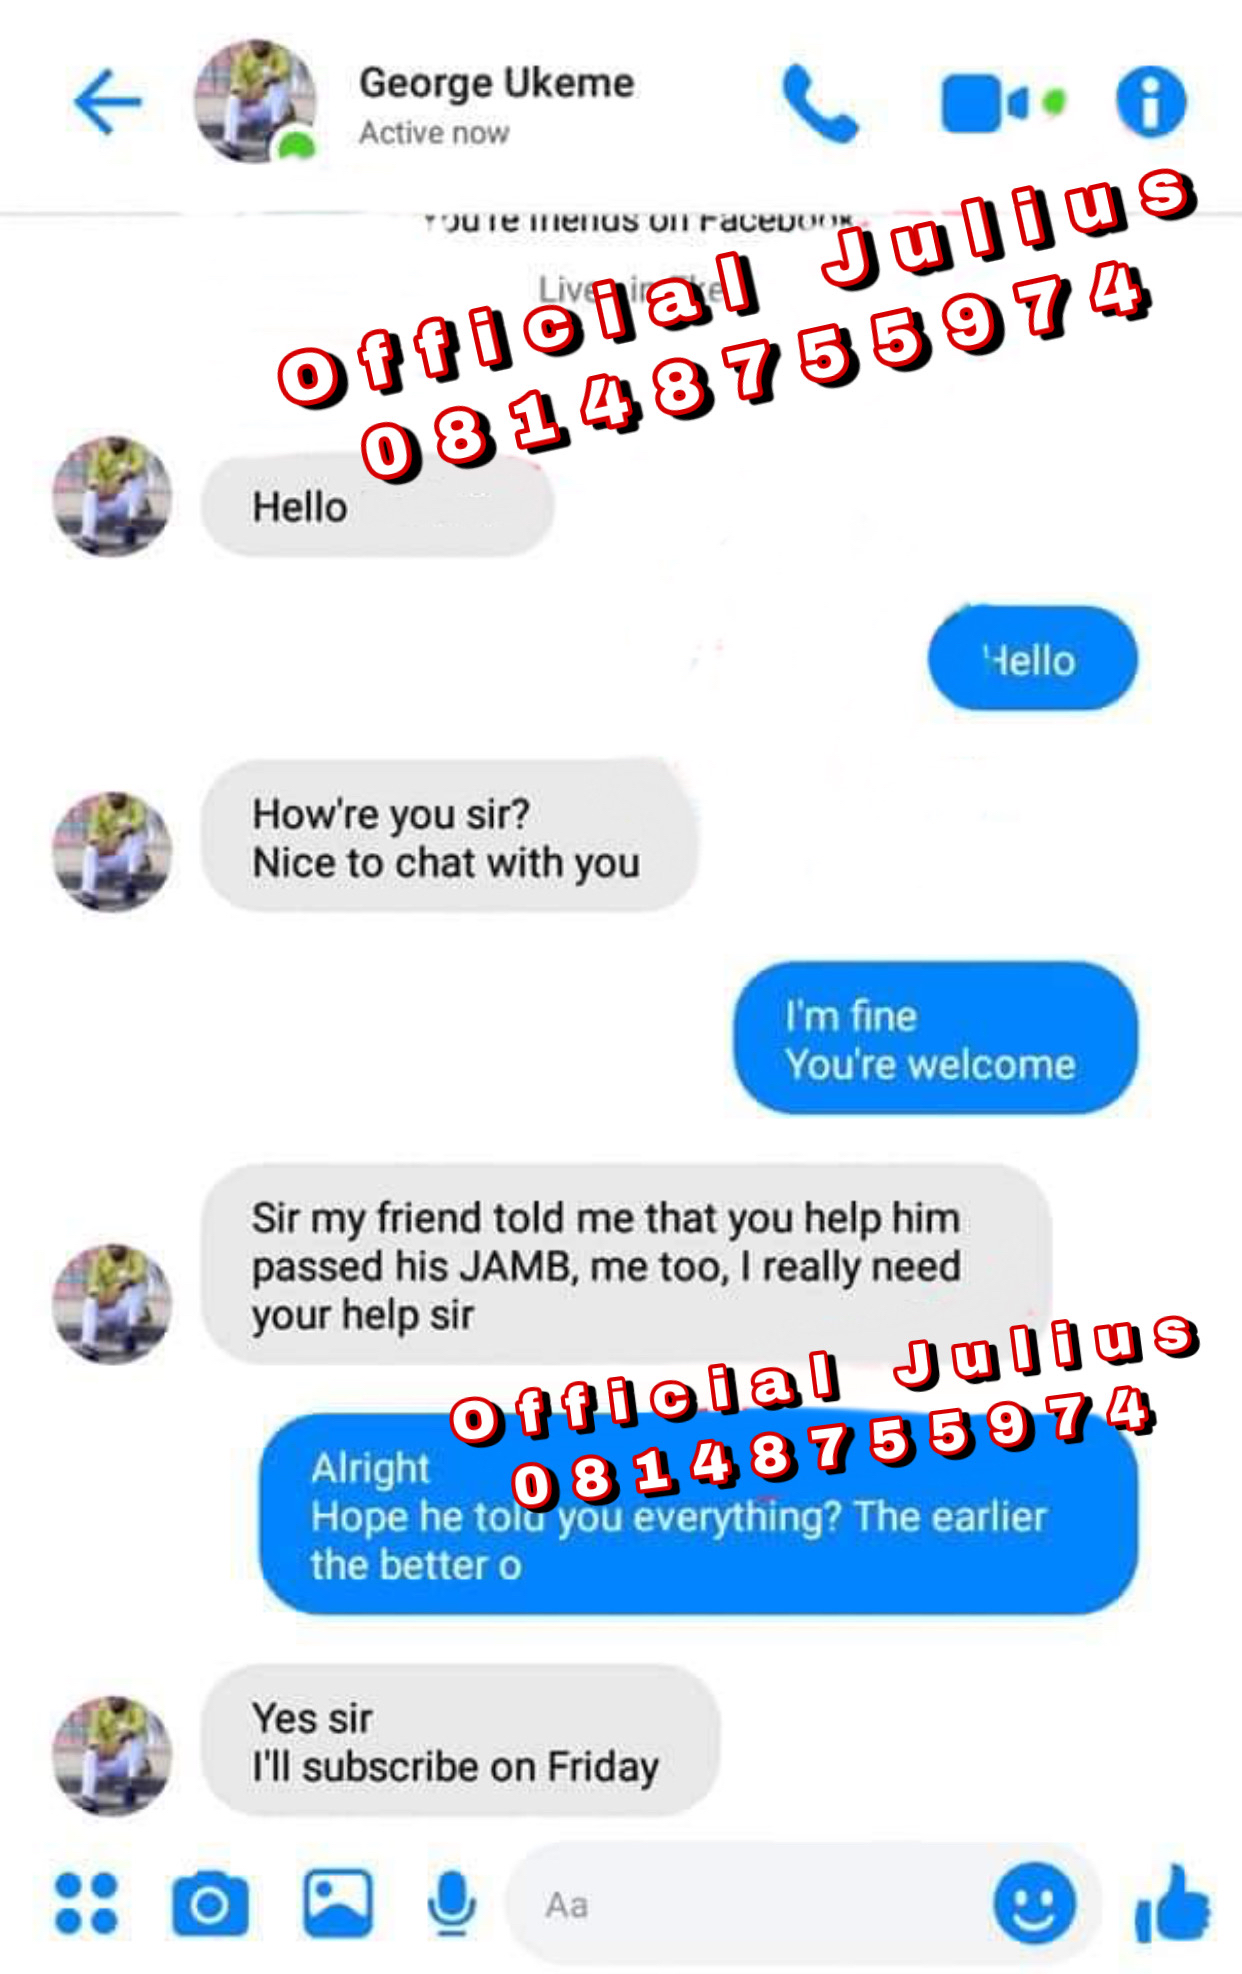 George Ukeme
Active now
You're friends on Facebook
Official Julius
08148755974
Hello
Hello
How're you sir?
Nice to chat with you
I'm fine
You're welcome
Sir my friend told me that you help him
passed his JAMB, me too, I really need
your help sir
Official Julius
08148755974
Alright
Hope he told you everything? The earlier
the better o
Yes sir
I'll subscribe on Friday
Aa